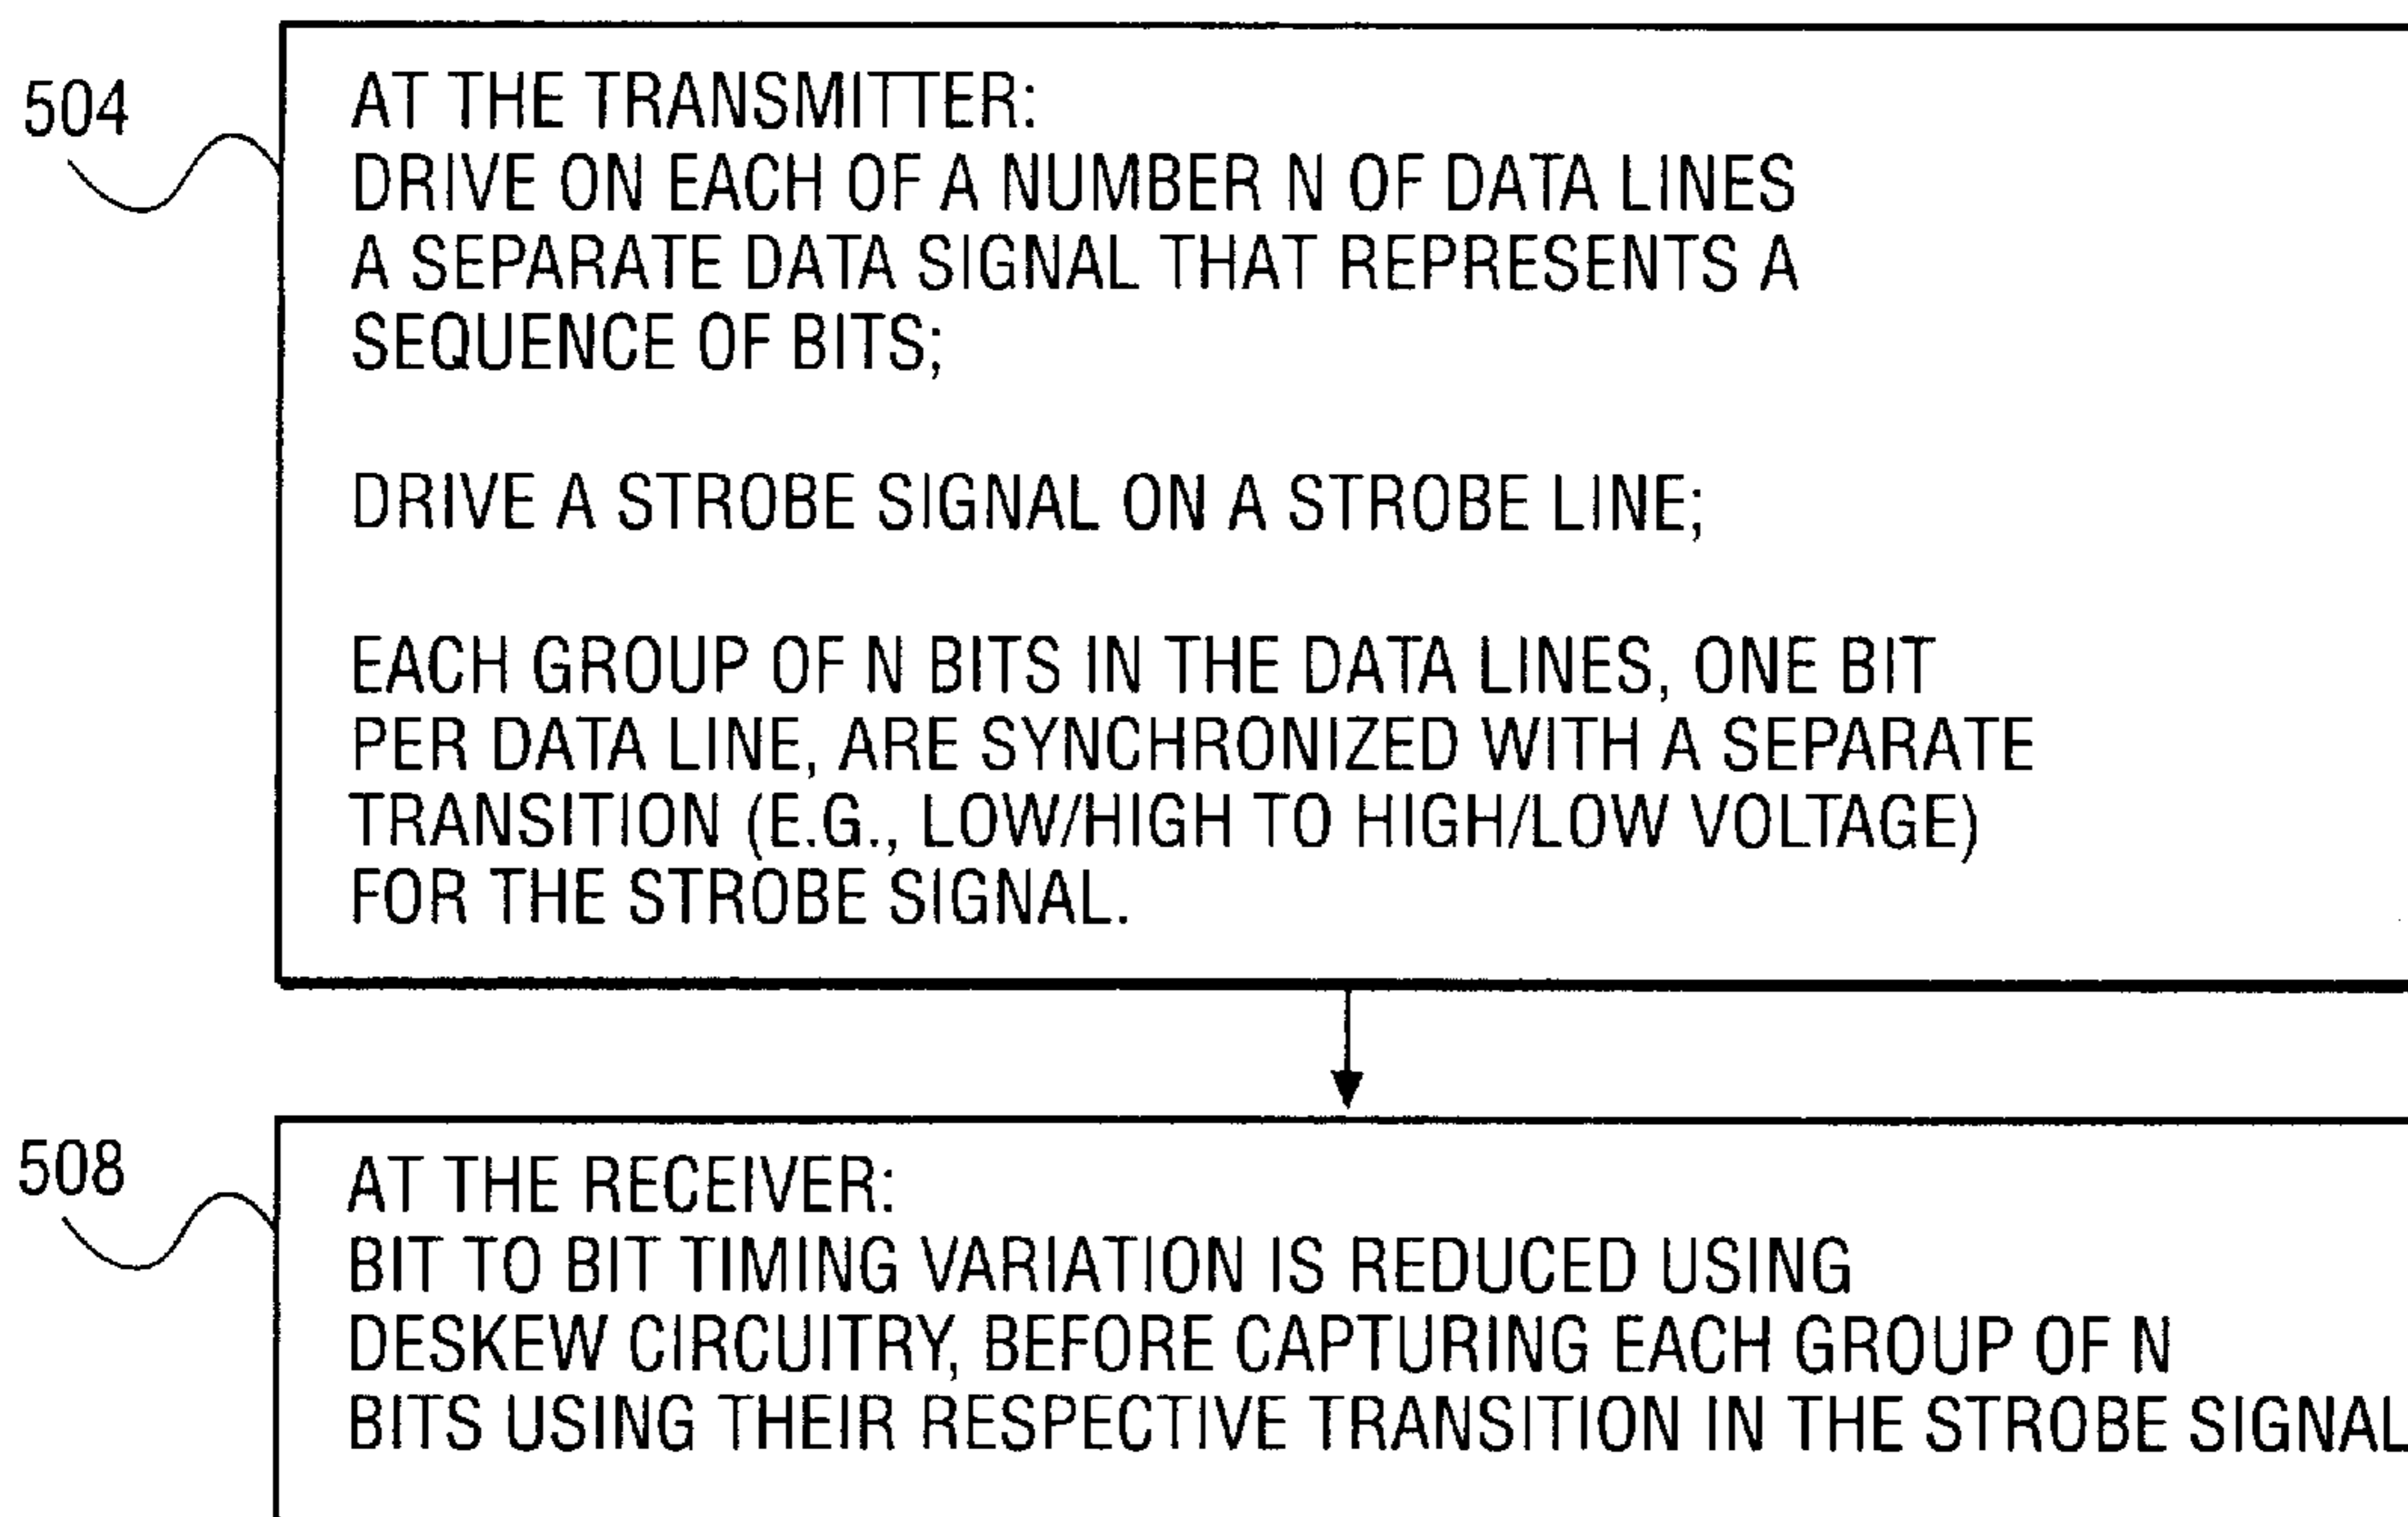 504
AT THE TRANSMITTER:
DRIVE ON EACH OF A NUMBER N OF DATA LINES
A SEPARATE DATA SIGNAL THAT REPRESENTS A
SEQUENCE OF BITS;
DRIVE A STROBE SIGNAL ON A STROBE LINE;
EACH GROUP OF N BITS IN THE DATA LINES, ONE BIT
PER DATA LINE, ARE SYNCHRONIZED WITH A SEPARATE
TRANSITION (E.G., LOW/HIGH TO HIGH/LOW VOLTAGE)
FOR THE STROBE SIGNAL.
508
AT THE RECEIVER:
BIT TO BIT TIMING VARIATION IS REDUCED USING
DESKEW CIRCUITRY, BEFORE CAPTURING EACH GROUP OF N
BITS USING THEIR RESPECTIVE TRANSITION IN THE STROBE SIGNAL